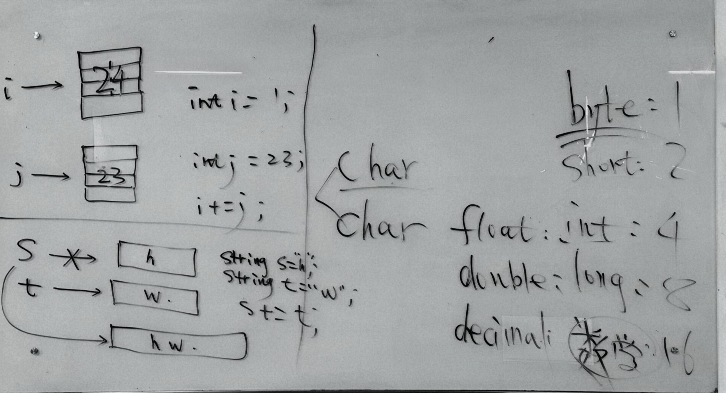 i → 24
int i = 1;
j → 23
int j = 23;
i += j;
S → h
string s="h";
t → w.
string t="w";
s += t;
h w.
char
char
byte: 1
short: 2
float: int : 4
double: long: 8
decimal: : 16